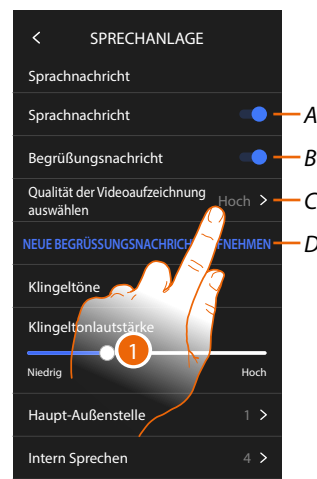 SPRECHANLAGE
Sprachnachricht
Sprachnachricht
A
Begrüßungsnachricht
B
Qualität der Videoaufzeichnung
auswählen
Hoch
C
NEUE BEGRÜSSUNGSNACHRICH FNEHMEN
D
Klingeltöne
Klingeltonlautstärke
1
Niedrig
Hoch
Haupt-Außenstelle
1
Intern Sprechen
4